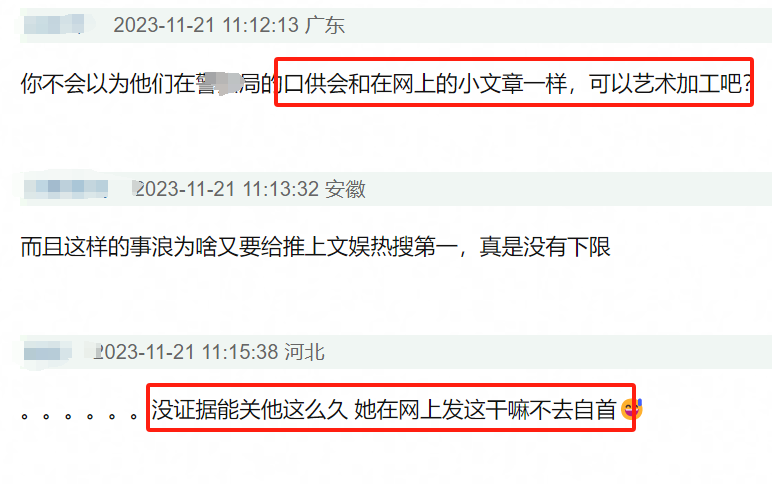 2023-11-21 11:12:13 广东
你不会以为他们在警局的口供会和在网上的小文章一样，可以艺术加工吧?
2023-11-21 11:13:32 安徽
而且这样的事浪为啥又要给推上文娱热搜第一，真是没有下限
2023-11-21 11:15:38 河北
。。。。。。没证据能关他这么久 她在网上发这干嘛不去自首😅